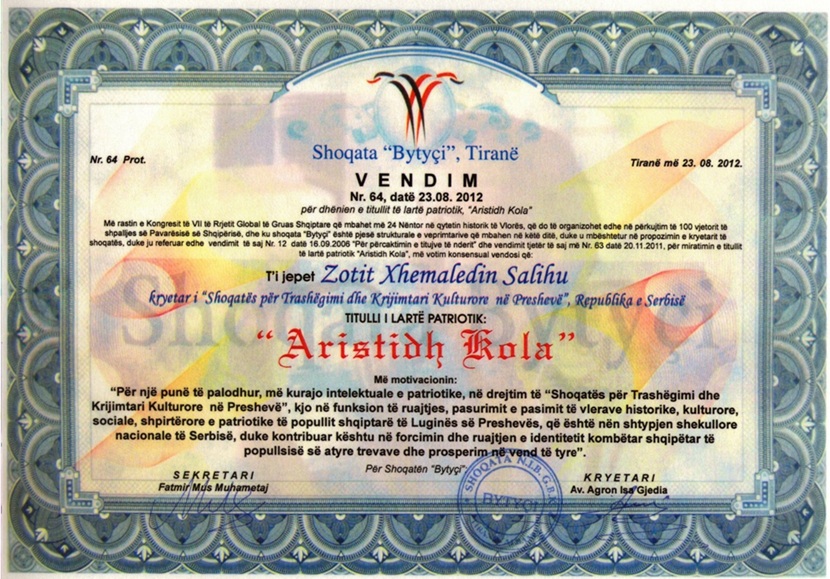 Shoqata "Bytyçi", Tiranë
Nr. 64 Prot.
Tiranë më 23. 08. 2012.
VENDIM
Nr. 64, datë 23.08. 2012
për dhënien e titullit të lartë patriotik, "Aristidh Kola"
Më rastin e Kongresit të VII të Rrjetit Global të Gruas Shqiptare që mbahet më 24 Nëntor në qytetin historik të Vlorës, që do të organizohet edhe në përkujtim të 100 vjetorit të
shpalljes së Pavarësisë së Shqipërisë, dhe ku shoqata "Bytyçi" është pjesë strukturale e veprimtarive që mbahen në këtë ditë, duke u mbështetur në propozimin e kryetarit të
shoqatës, duke ju referuar edhe vendimit të saj Nr. 12 datë 16.09.2006 "Për përcaktimin e titujve të nderit" dhe vendimit tjetër të saj më Nr. 63 datë 20.11.2011, për miratimin e titullit
të lartë patriotik "Aristidh Kola", më votim konsensual vendosi që:
T'i jepet Zotit Xhemaledin Salihu
kryetar i "Shoqatës për Trashëgimi dhe Krijimtari Kulturore në Preshevë", Republika e Serbisë
TITULLI I LARTË PATRIOTIK:
"Aristidh Kola"
Më motivacionin:
"Për një punë të palodhur, më kurajo intelektuale e patriotike, në drejtim të "Shoqatës për Trashëgimi dhe
Krijimtari Kulturore në Preshevë", kjo në funksion të ruajtjes, pasurimit e pasimit të vlerave historike, kulturore,
sociale, shpirtërore e patriotike të popullit shqiptarë të Luginës së Preshevës, që është nën shtypjen shekullore
nacionale të Serbisë, duke kontribuar kështu në forcimin dhe ruajtjen e identitetit kombëtar shqipëtar të
popullsisë së atyre trevave dhe prosperim në vend të tyre".
Për Shoqatën "Bytyçi"
SEKRETARI
Fatmir Mus Muhametaj
KRYETARI
Av. Agron Isa Gjedia
Shoqata Bytyçi
SHOQATA N.I.B. G.B.
BYTYÇI